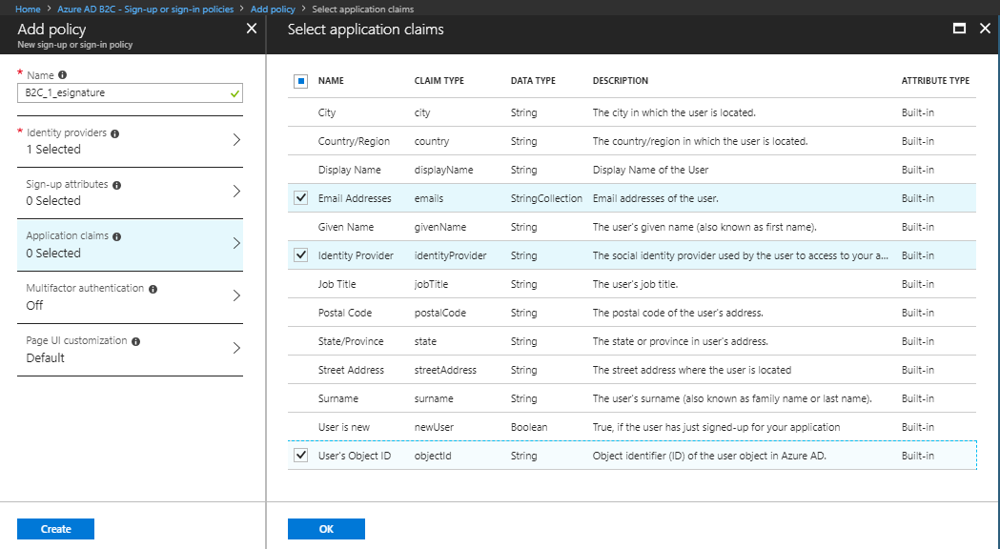 Home > Azure AD B2C - Sign-up or sign-in policies > Add policy > Select application claims
Add policy
New sign-up or sign-in policy
* Name
B2C_1_esignature
* Identity providers
1 Selected
Sign-up attributes
0 Selected
Application claims
0 Selected
Multifactor authentication
Off
Page UI customization
Default
Create
Select application claims
NAME CLAIM TYPE DATA TYPE DESCRIPTION ATTRIBUTE TYPE
City city String The city in which the user is located. Built-in
Country/Region country String The country/region in which the user is located. Built-in
Display Name displayName String Display Name of the User Built-in
Email Addresses emails StringCollection Email addresses of the user. Built-in
Given Name givenName String The user's given name (also known as first name). Built-in
Identity Provider identityProvider String The social identity provider used by the user to access to your a... Built-in
Job Title jobTitle String The user's job title. Built-in
Postal Code postalCode String The postal code of the user's address. Built-in
State/Province state String The state or province in user's address. Built-in
Street Address streetAddress String The street address where the user is located Built-in
Surname surname String The user's surname (also known as family name or last name). Built-in
User is new newUser Boolean True, if the user has just signed-up for your application Built-in
User's Object ID objectId String Object identifier (ID) of the user object in Azure AD. Built-in
OK